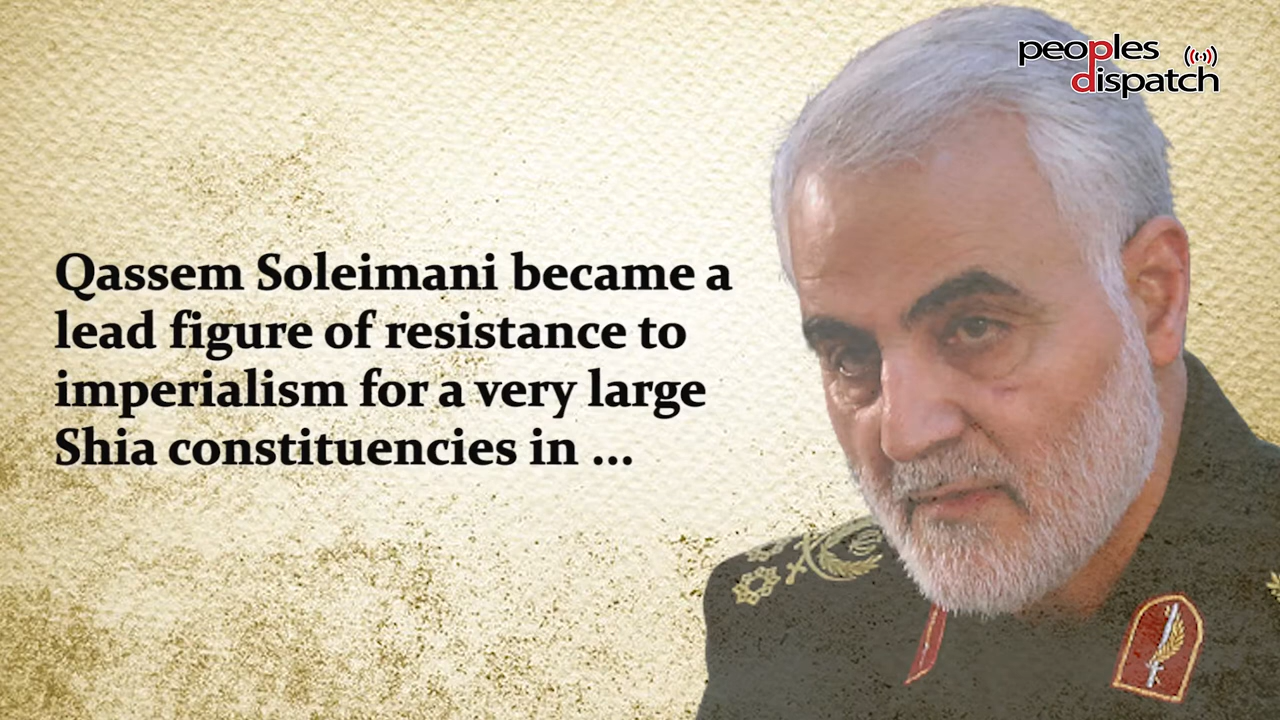 peoples
dispatch
Qassem Soleimani became a
lead figure of resistance to
imperialism for a very large
Shia constituencies in ...